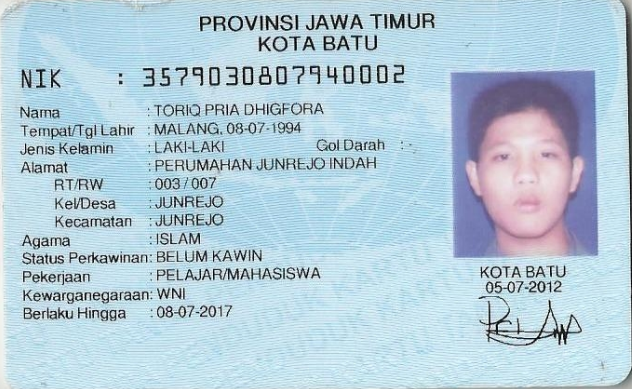 PROVINSI JAWA TIMUR
KOTA BATU
NIK : 3579030807940002
Nama : TORIQ PRIA DHIGFORA
Tempat/Tgl Lahir : MALANG, 08-07-1994
Jenis Kelamin : LAKI-LAKI Gol Darah : -
Alamat : PERUMAHAN JUNREJO INDAH
RT/RW : 003 / 007
Kel/Desa : JUNREJO
Kecamatan : JUNREJO
Agama : ISLAM
Status Perkawinan: BELUM KAWIN
Pekerjaan : PELAJAR/MAHASISWA
Kewarganegaraan: WNI
Berlaku Hingga : 08-07-2017
KOTA BATU
05-07-2012